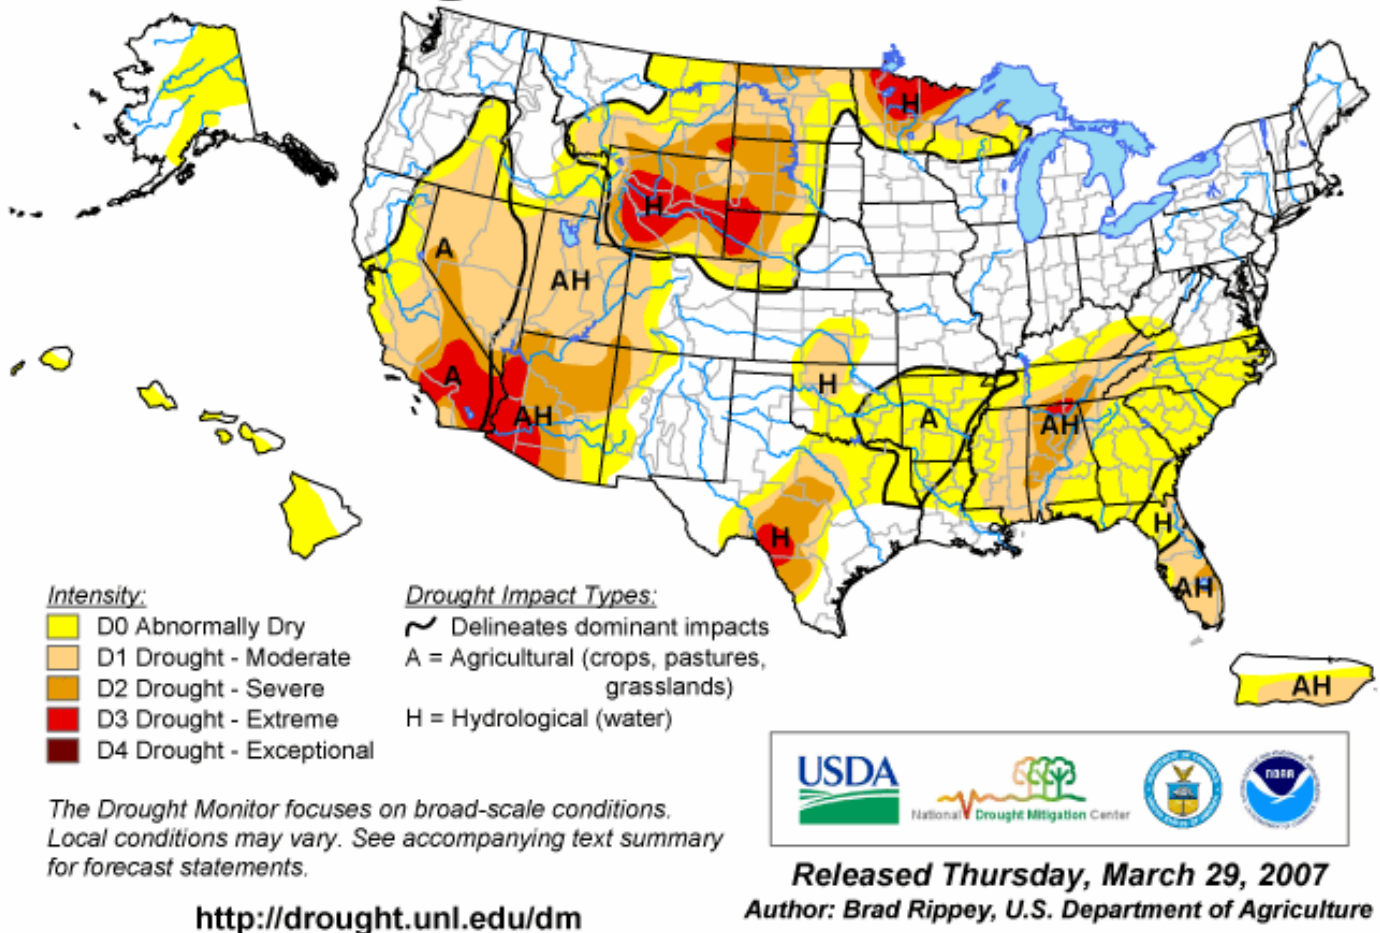 H
A
H
AH
A
H
A
AH
AH
H
AH
AH
Intensity:
D0 Abnormally Dry
D1 Drought - Moderate
D2 Drought - Severe
D3 Drought - Extreme
D4 Drought - Exceptional
Drought Impact Types:
Delineates dominant impacts
A = Agricultural (crops, pastures,
grasslands)
H = Hydrological (water)
H
The Drought Monitor focuses on broad-scale conditions.
Local conditions may vary. See accompanying text summary
for forecast statements.
http://drought.unl.edu/dm
USDA
National Drought Mitigation Center
NOAA
Released Thursday, March 29, 2007
Author: Brad Rippey, U.S. Department of Agriculture